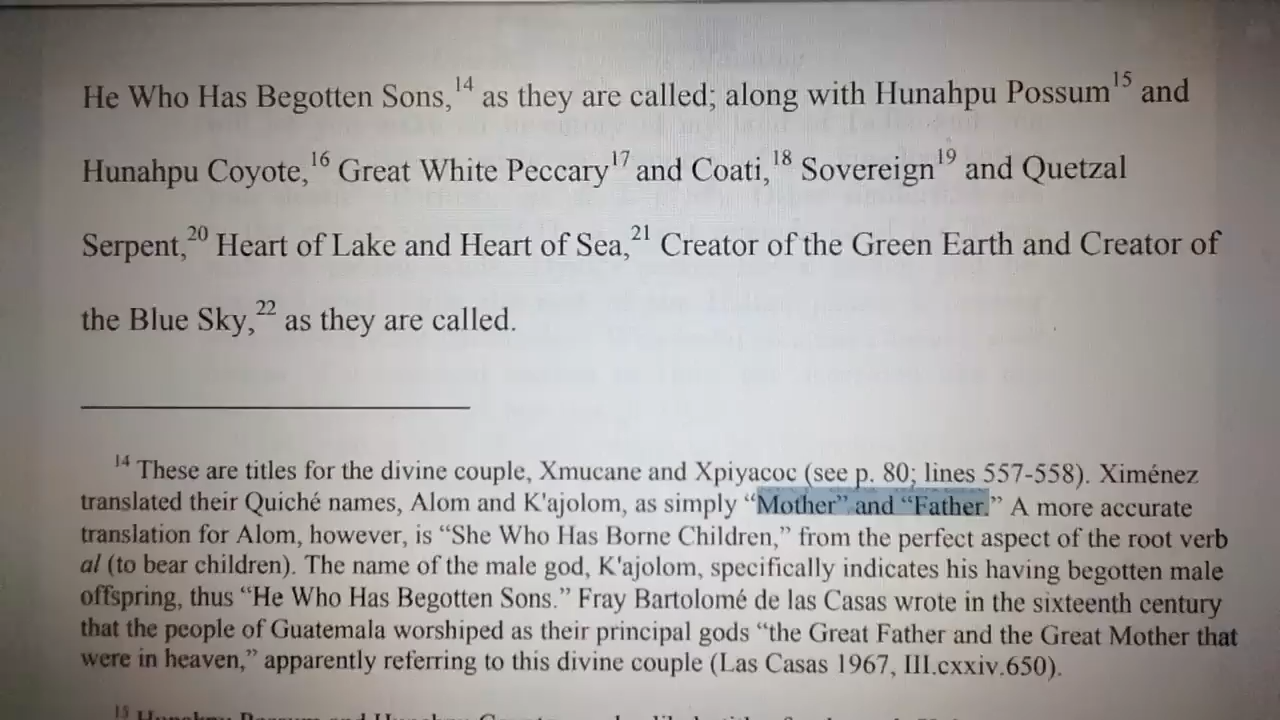 He Who Has Begotten Sons,14 as they are called; along with Hunahpu Possum15 and
Hunahpu Coyote,16 Great White Peccary17 and Coati,18 Sovereign19 and Quetzal
Serpent,20 Heart of Lake and Heart of Sea,21 Creator of the Green Earth and Creator of
the Blue Sky,22 as they are called.
14 These are titles for the divine couple, Xmucane and Xpiyacoc (see p. 80; lines 557-558). Ximénez
translated their Quiché names, Alom and K'ajolom, as simply “Mother” and “Father.” A more accurate
translation for Alom, however, is “She Who Has Borne Children,” from the perfect aspect of the root verb
al (to bear children). The name of the male god, K'ajolom, specifically indicates his having begotten male
offspring, thus “He Who Has Begotten Sons.” Fray Bartolomé de las Casas wrote in the sixteenth century
that the people of Guatemala worshiped as their principal gods “the Great Father and the Great Mother that
were in heaven,” apparently referring to this divine couple (Las Casas 1967, III.cxxiv.650).
15